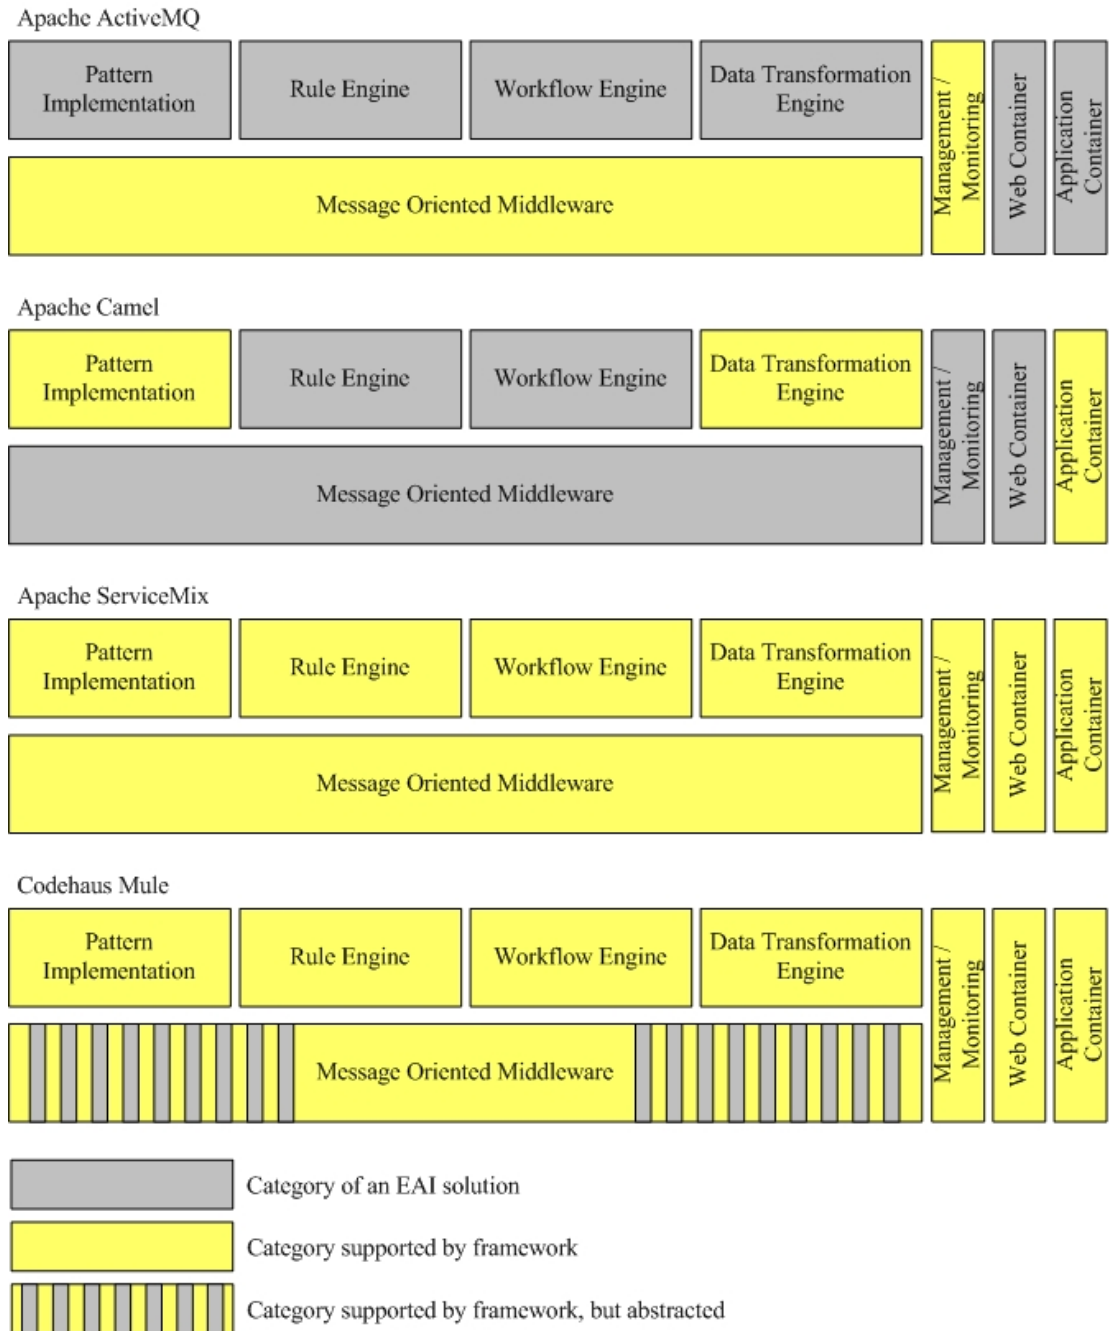 Apache ActiveMQ
Pattern
Implementation
Rule Engine
Workflow Engine
Data Transformation
Engine
Management /
Monitoring
Web Container
Application
Container
Message Oriented Middleware
Apache Camel
Pattern
Implementation
Rule Engine
Workflow Engine
Data Transformation
Engine
Management /
Monitoring
Web Container
Application
Container
Message Oriented Middleware
Apache ServiceMix
Pattern
Implementation
Rule Engine
Workflow Engine
Data Transformation
Engine
Management /
Monitoring
Web Container
Application
Container
Message Oriented Middleware
Codehaus Mule
Pattern
Implementation
Rule Engine
Workflow Engine
Data Transformation
Engine
Management /
Monitoring
Web Container
Application
Container
Message Oriented Middleware
Category of an EAI solution
Category supported by framework
Category supported by framework, but abstracted